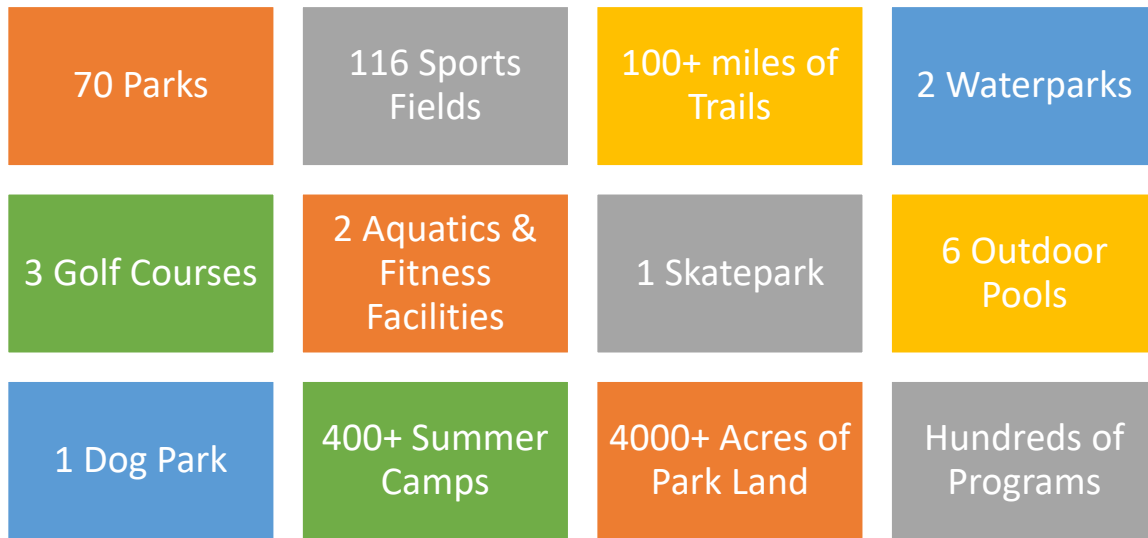 70 Parks
116 Sports
Fields
100+ miles of
Trails
2 Waterparks
3 Golf Courses
2 Aquatics &
Fitness
Facilities
1 Skatepark
6 Outdoor
Pools
1 Dog Park
400+ Summer
Camps
4000+ Acres of
Park Land
Hundreds of
Programs